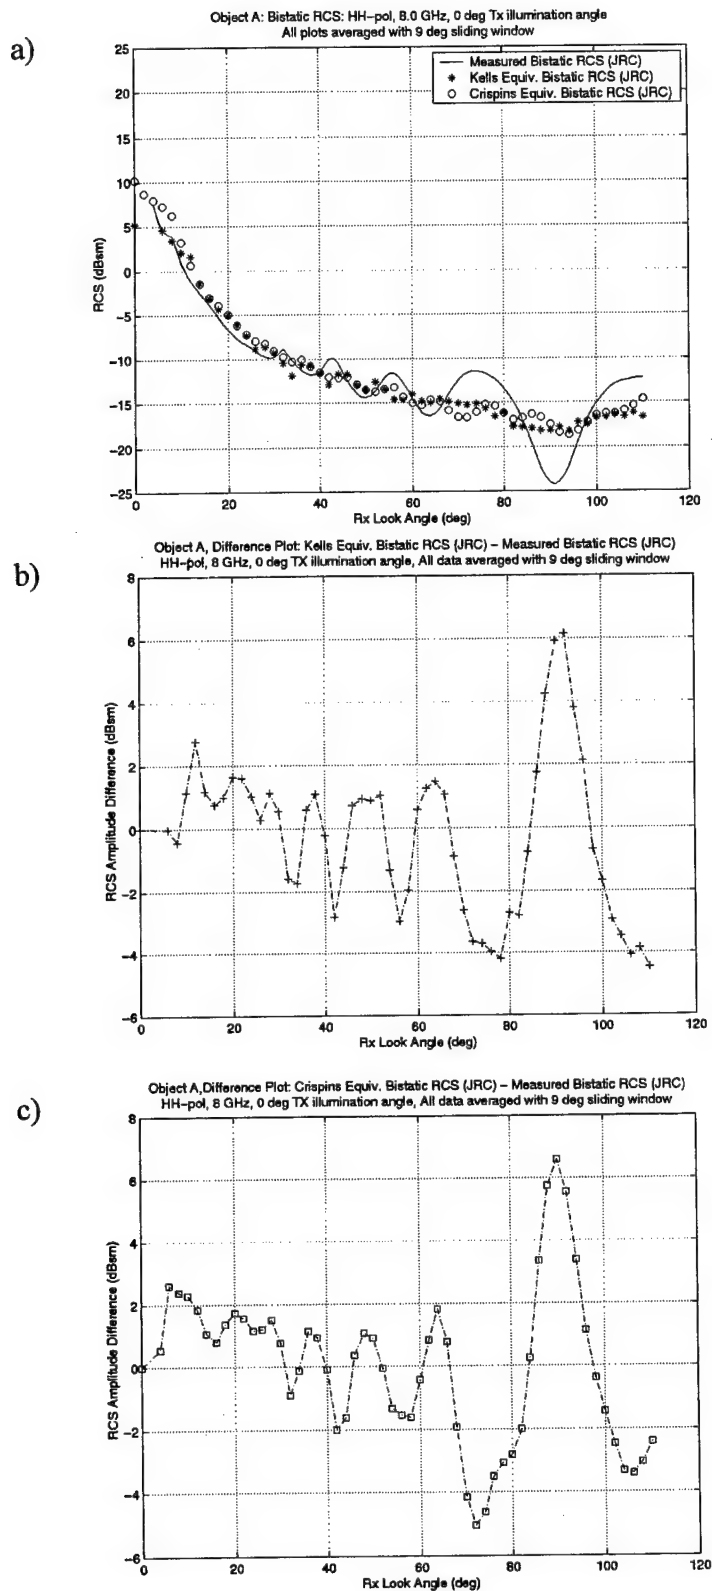 a)
Object A: Bistatic RCS: HH-pol, 8.0 GHz, 0 deg Tx illumination angle
All plots averaged with 9 deg sliding window
Measured Bistatic RCS (JRC)
Kells Equiv. Bistatic RCS (JRC)
Crispins Equiv. Bistatic RCS (JRC)
RCS (dBsm)
25
20
15
10
5
0
-5
-10
-15
-20
-25
0
20
40
60
80
100
120
Rx Look Angle (deg)
b)
Object A, Difference Plot: Kells Equiv. Bistatic RCS (JRC) - Measured Bistatic RCS (JRC)
HH-pol, 8 GHz, 0 deg TX illumination angle, All data averaged with 9 deg sliding window
RCS Amplitude Difference (dBsm)
8
6
4
2
0
-2
-4
-6
0
20
40
60
80
100
120
Rx Look Angle (deg)
c)
Object A,Difference Plot: Crispins Equiv. Bistatic RCS (JRC) - Measured Bistatic RCS (JRC)
HH-pol, 8 GHz, 0 deg TX illumination angle, All data averaged with 9 deg sliding window
RCS Amplitude Difference (dBsm)
8
6
4
2
0
-2
-4
-6
0
20
40
60
80
100
120
Rx Look Angle (deg)